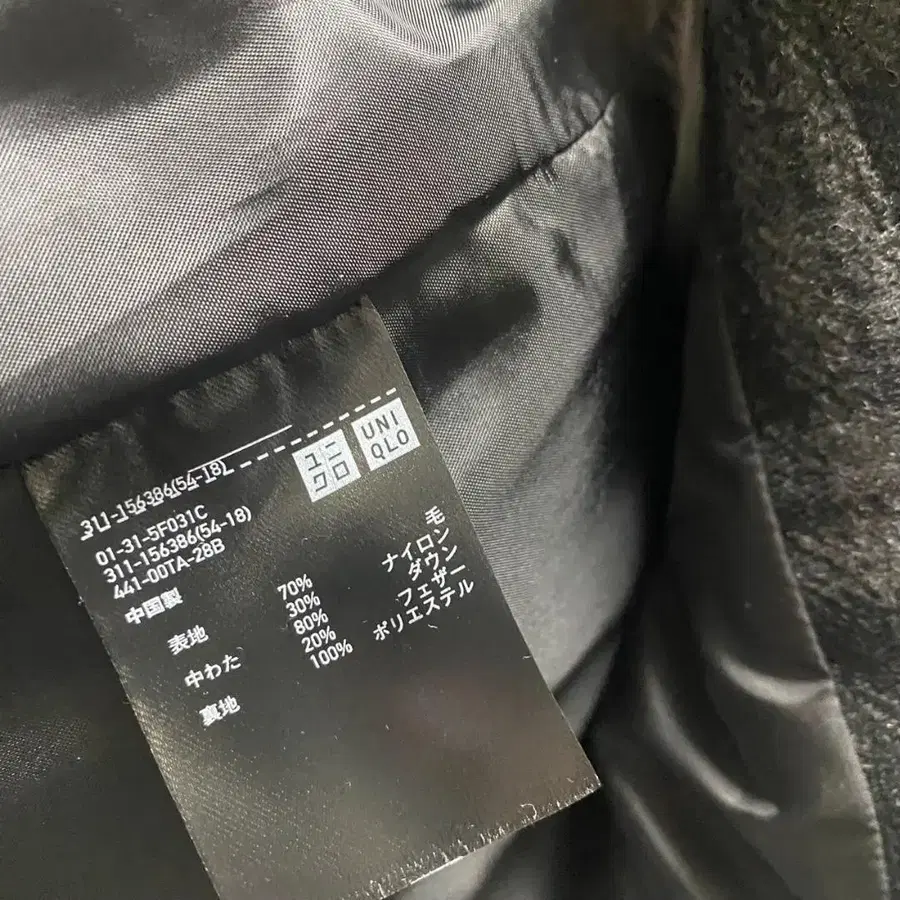 ユニ
クロ
UNI
QLO
311-156386(54-18)
01-31-5F031C
311-156386(54-18)
441-00TA-28B
中国製
表地 70% 毛
30% ナイロン
中わた 80% ダウン
20% フェザー
裏地 100% ポリエステル